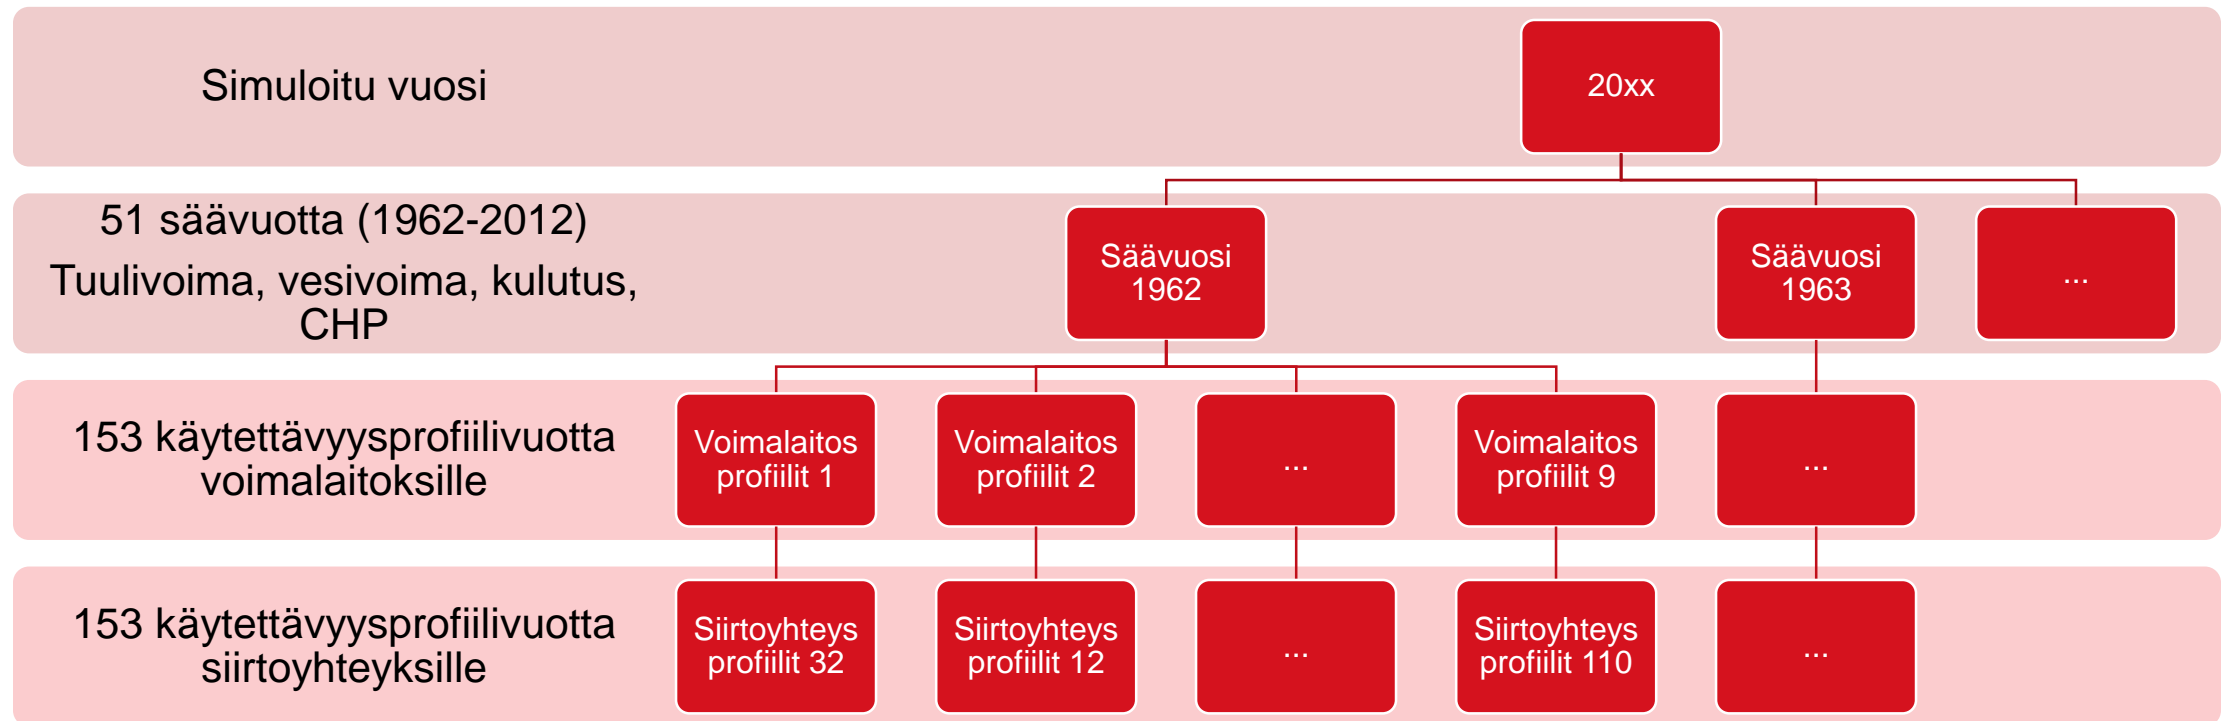 Simuloitu vuosi
20xx
51 säävuotta (1962-2012)
Tuulivoima, vesivoima, kulutus,
CHP
Säävuosi
1962
Säävuosi
1963
...
153 käytettävyysprofiilivuotta
voimalaitoksille
Voimalaitos
profiilit 1
Voimalaitos
profiilit 2
...
Voimalaitos
profiilit 9
...
153 käytettävyysprofiilivuotta
siirtoyhteyksille
Siirtoyhteys
profiilit 32
Siirtoyhteys
profiilit 12
...
Siirtoyhteys
profiilit 110
...